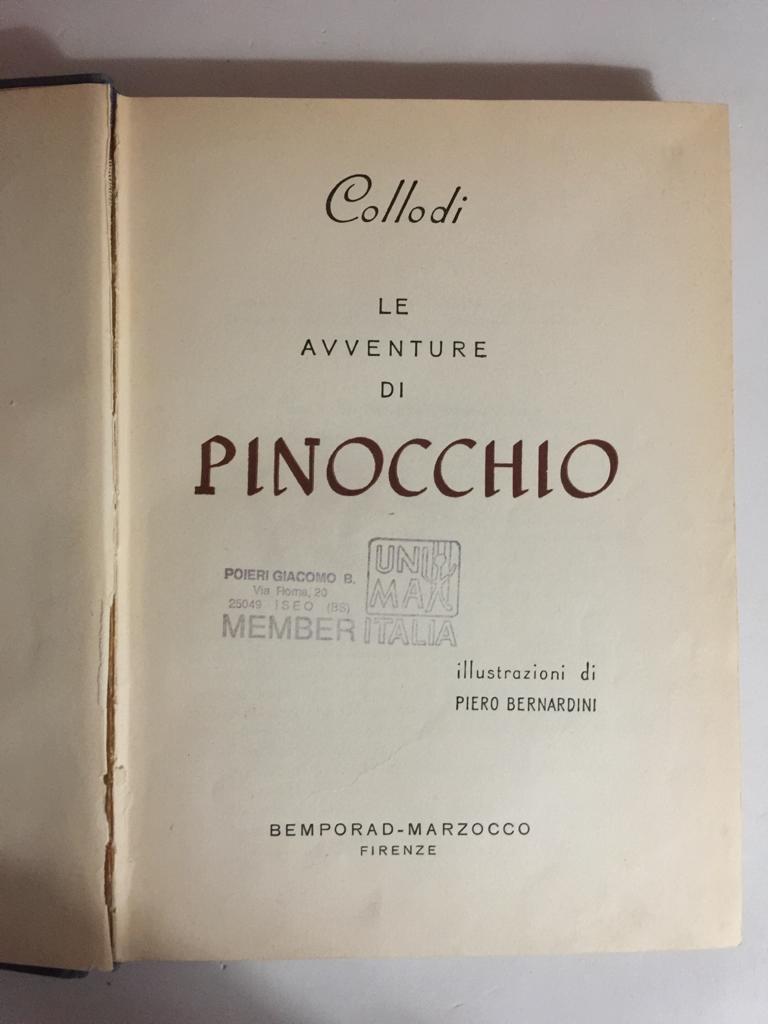 Collodi
LE
AVVENTURE
DI
PINOCCHIO
POIERI GIACOMO B.
Via Roma, 20
25049 ISEO (BS)
MEMBER ITALIA
UNI
MAN
illustrazioni di
PIERO BERNARDINI
BEMPORAD-MARZOCCO
FIRENZE